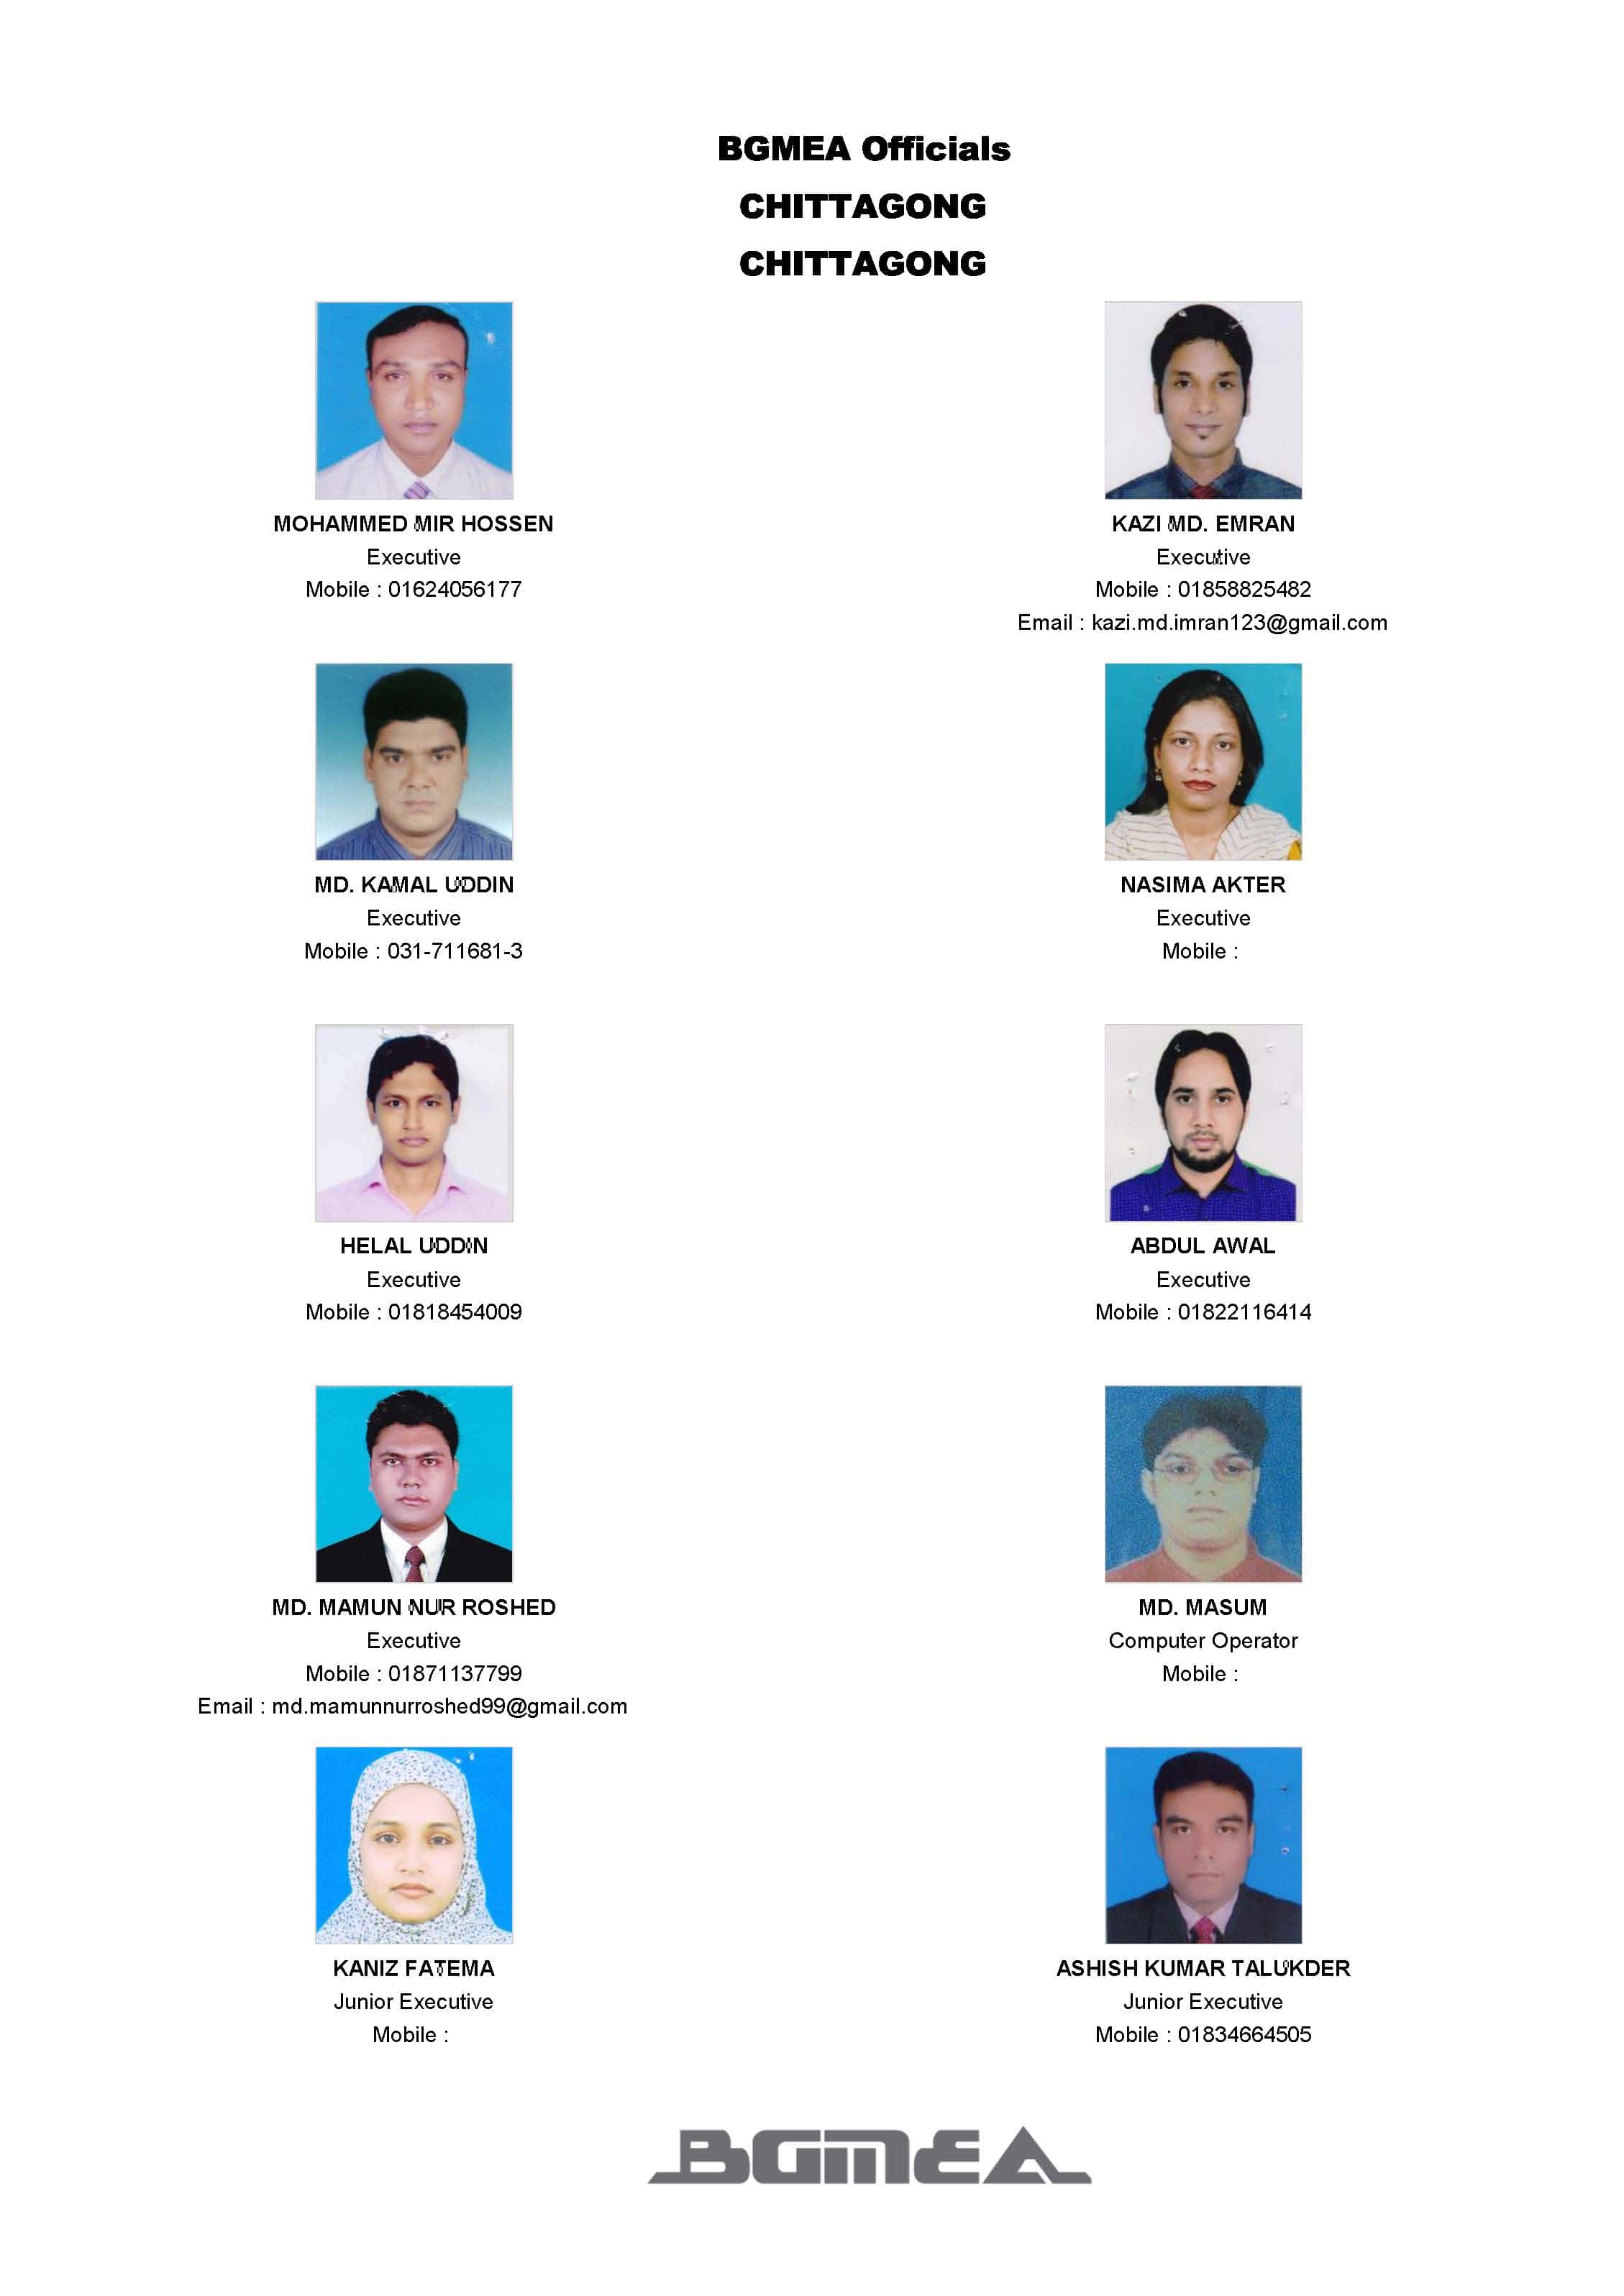 BGMEA Officials
CHITTAGONG
CHITTAGONG
MOHAMMED MIR HOSSEN
Executive
Mobile : 01624056177
KAZI MD. EMRAN
Executive
Mobile : 01858825482
Email : kazi.md.imran123@gmail.com
MD. KAMAL UDDIN
Executive
Mobile : 031-711681-3
NASIMA AKTER
Executive
Mobile :
HELAL UDDIN
Executive
Mobile : 01818454009
ABDUL AWAL
Executive
Mobile : 01822116414
MD. MAMUN NUR ROSHED
Executive
Mobile : 01871137799
Email : md.mamunnurroshed99@gmail.com
MD. MASUM
Computer Operator
Mobile :
KANIZ FATEMA
Junior Executive
Mobile :
ASHISH KUMAR TALUKDER
Junior Executive
Mobile : 01834664505
BGMEA